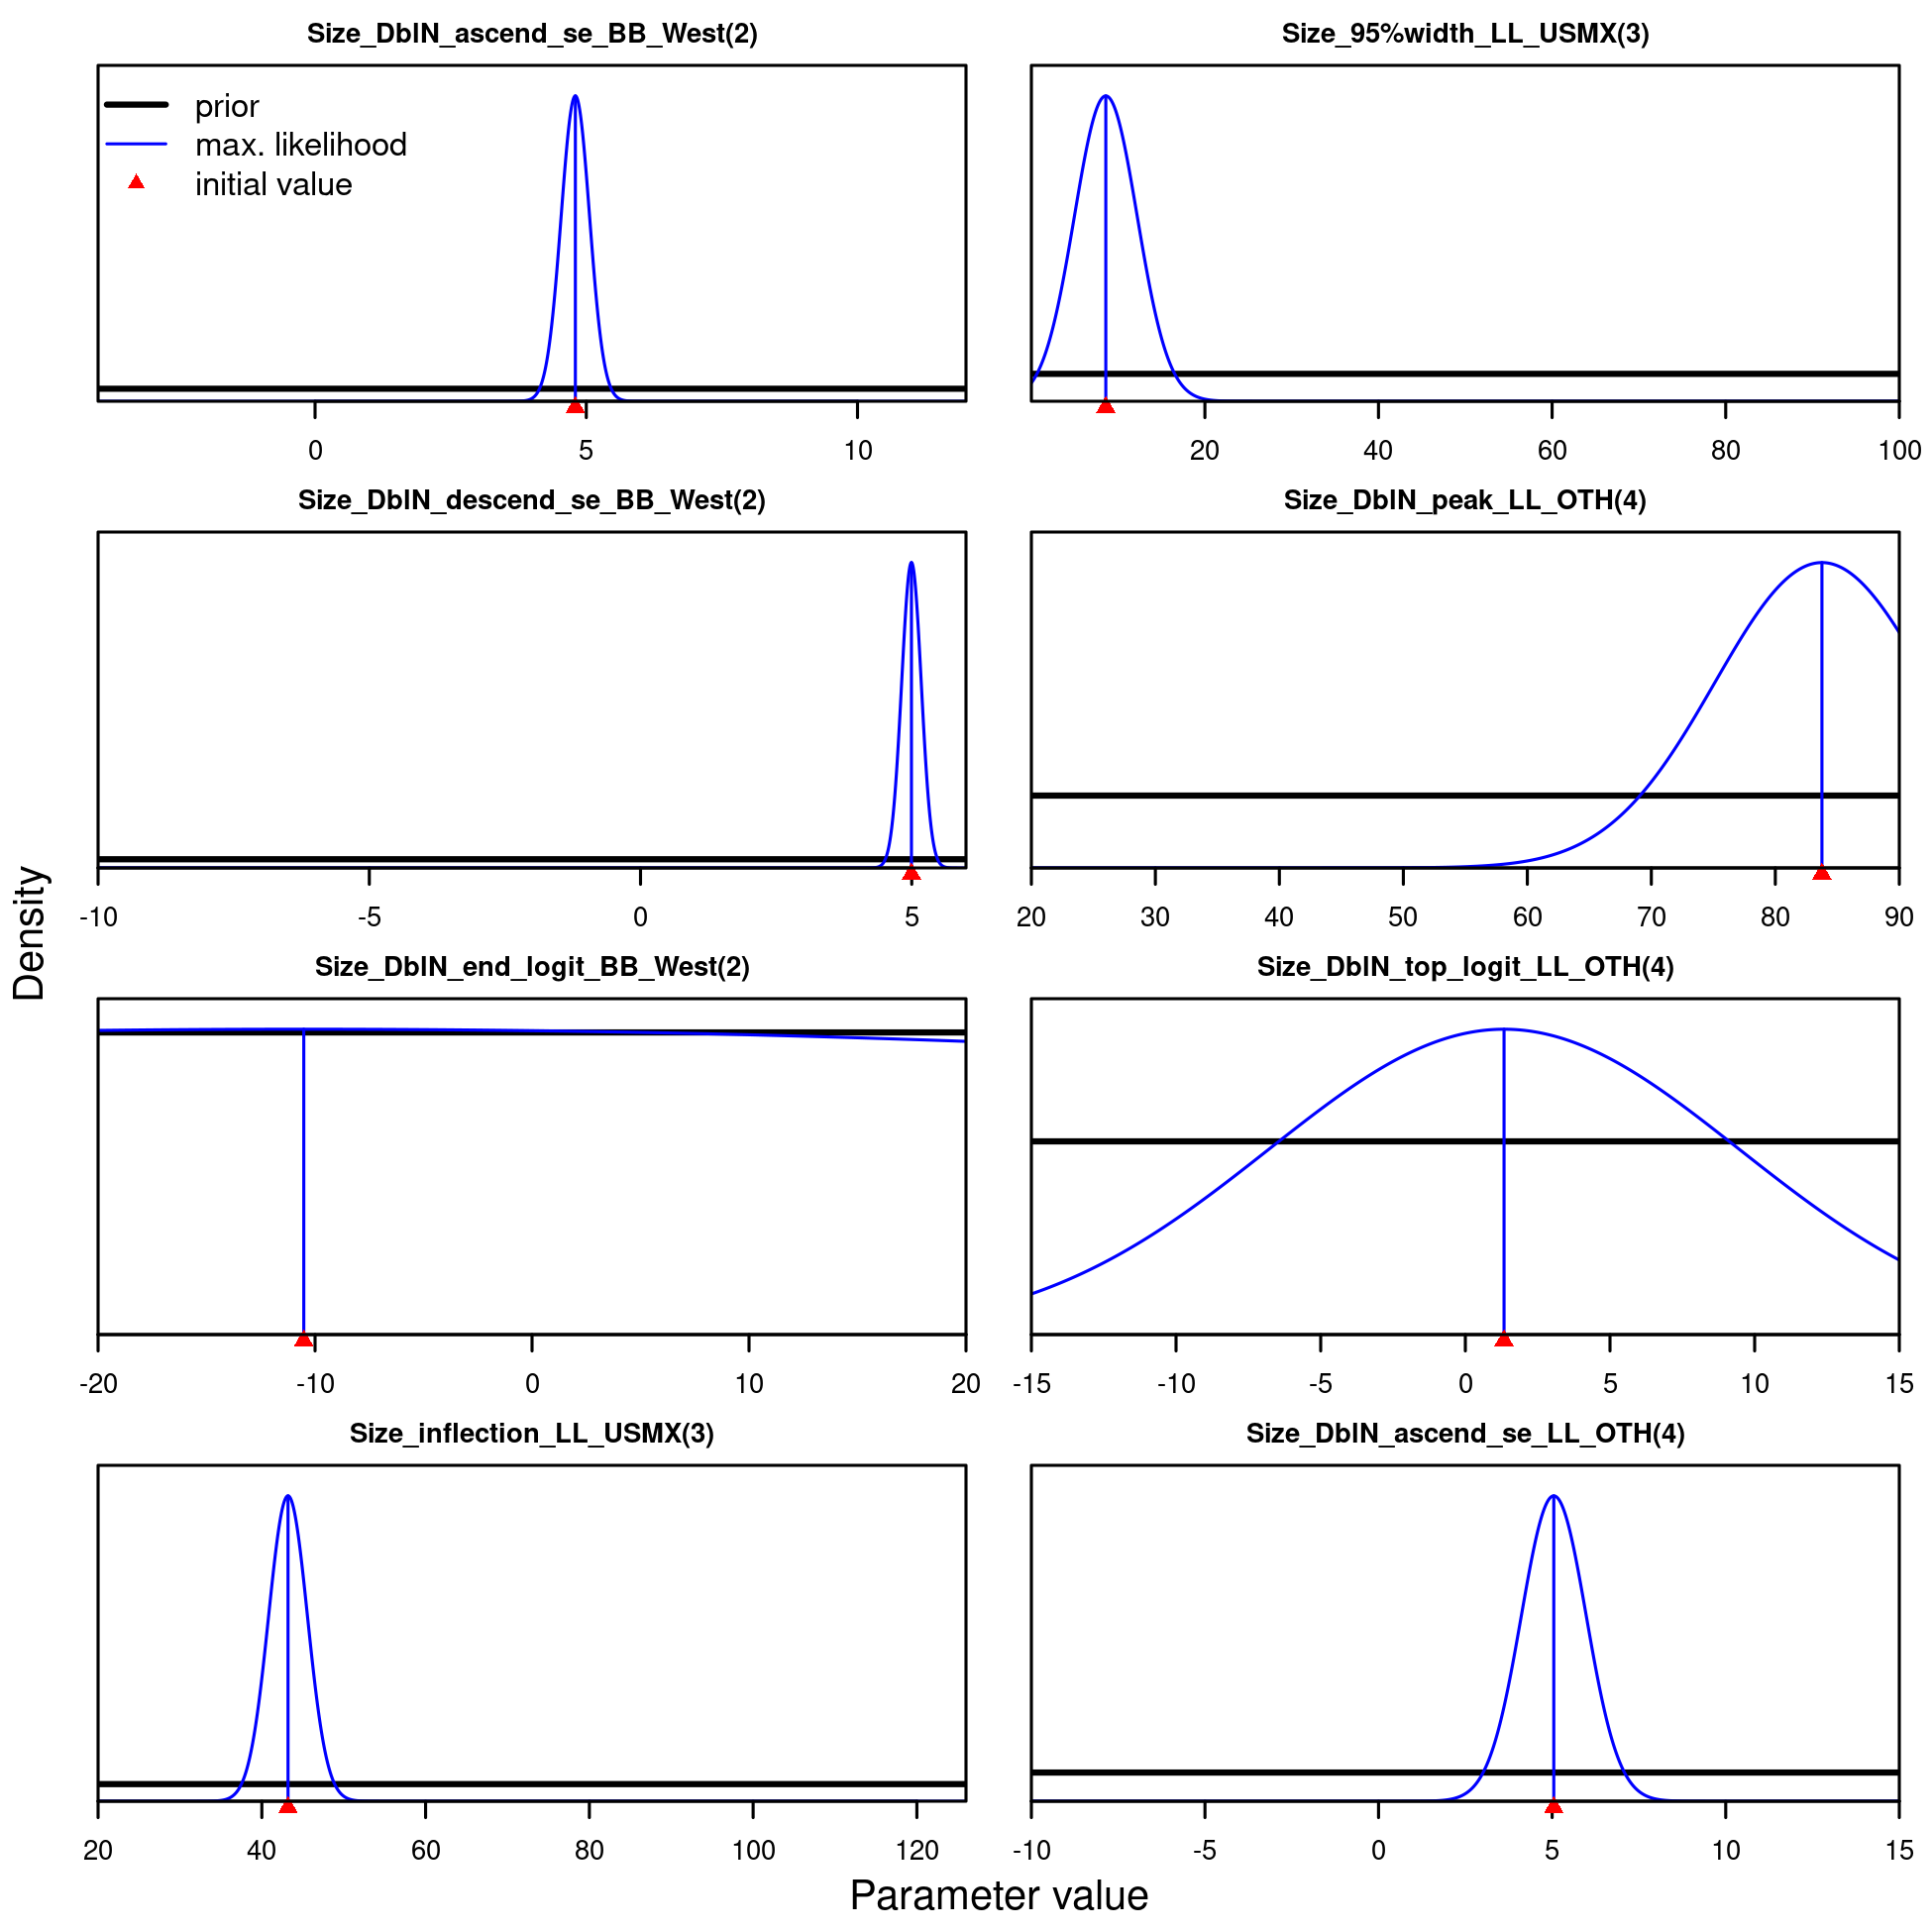 Size_DblN_ascend_se_BB_West(2)
prior
max. likelihood
initial value
0 5 10
Size_95%width_LL_USMX(3)
20 40 60 80 100
Size_DblN_descend_se_BB_West(2)
-10 -5 0 5
Size_DblN_peak_LL_OTH(4)
20 30 40 50 60 70 80 90
Size_DblN_end_logit_BB_West(2)
-20 -10 0 10 20
Size_DblN_top_logit_LL_OTH(4)
-15 -10 -5 0 5 10 15
Size_inflection_LL_USMX(3)
20 40 60 80 100 120
Size_DblN_ascend_se_LL_OTH(4)
-10 -5 0 5 10 15
Density
Parameter value